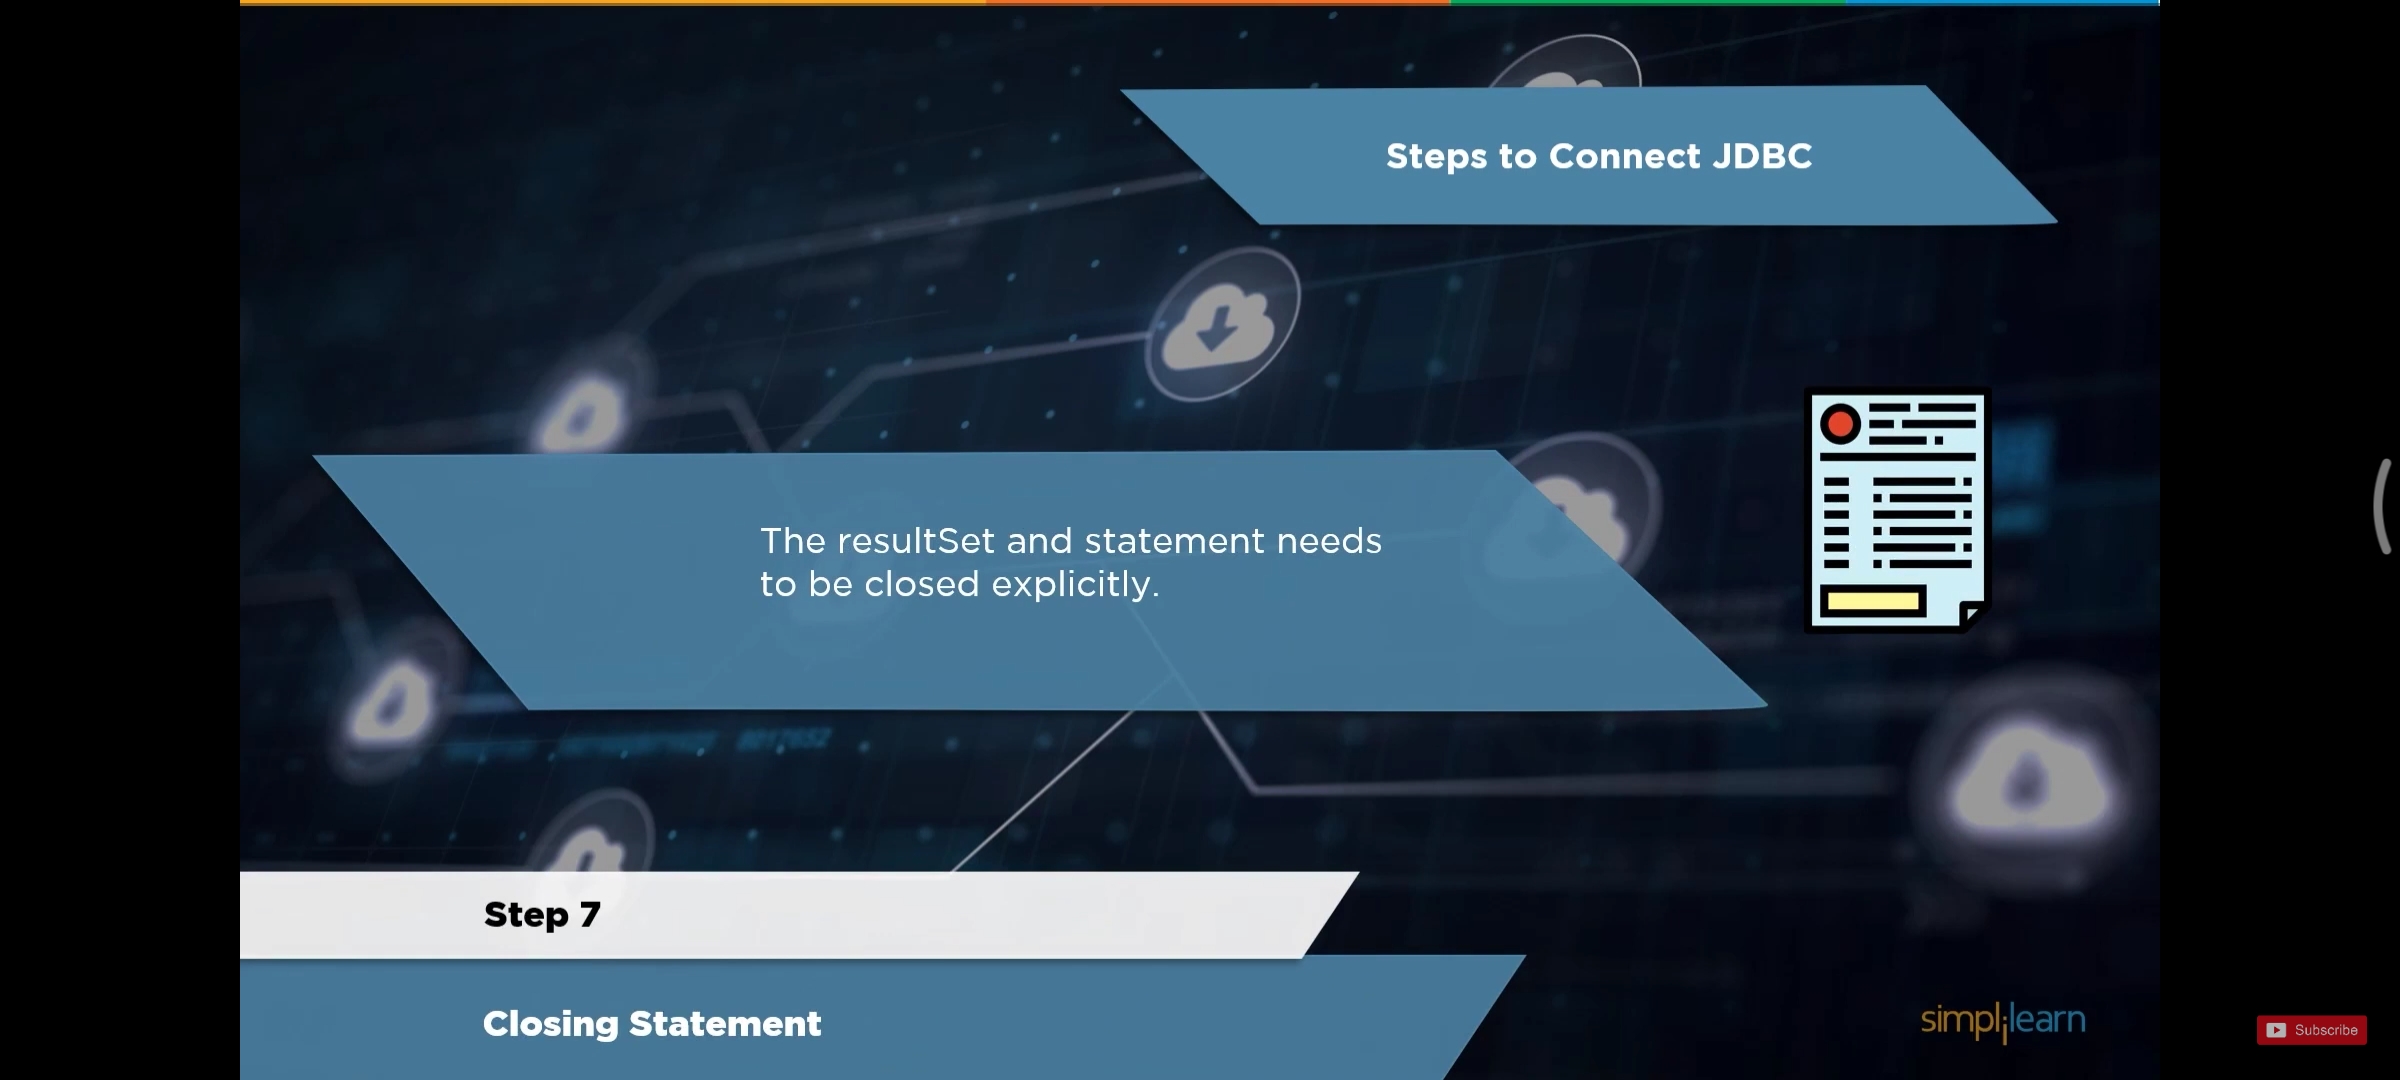 Steps to Connect JDBC
The resultSet and statement needs
to be closed explicitly.
Step 7
Closing Statement
simplilearn
Subscribe